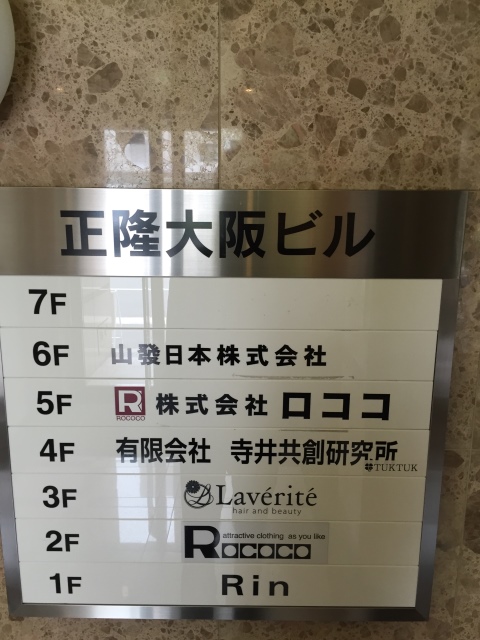 正隆大阪ビル
7F
6F 山發日本株式会社
5F R ROCOCO 株式会社 ロココ
4F 有限会社 寺井共創研究所
TUKTUK
3F Lavérité
hair and beauty
2F Rococo attractive clothing as you like
1F Rin